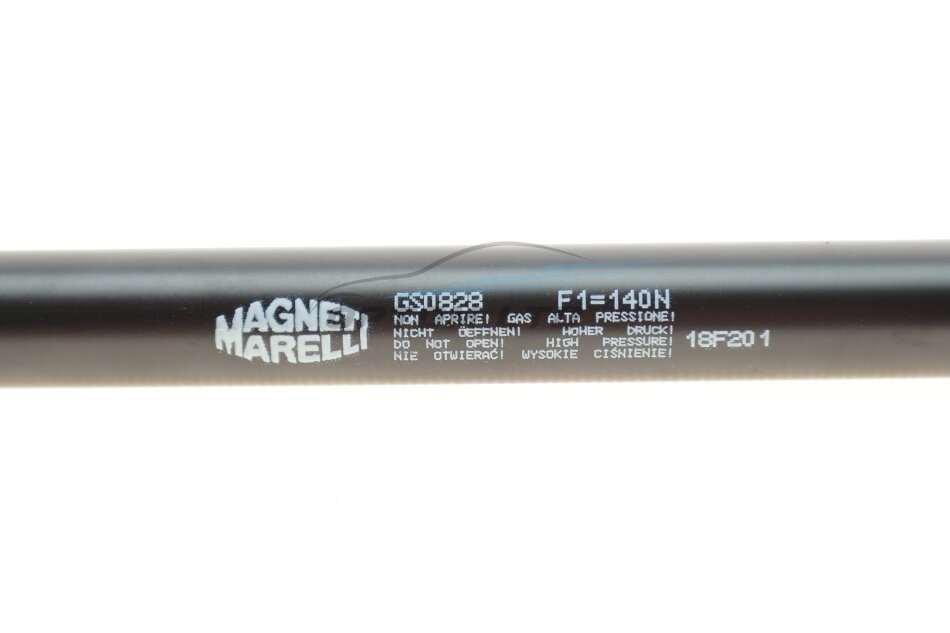 MAGNETI
MARELLI
GS0828 F1=140N
NON APRIRE! GAS ALTA PRESSIONE!
NICHT ÖEFFNEN! HOHER DRUCK!
DO NOT OPEN! HIGH PRESSURE!
NIE OTWIERAĆ! WYSOKIE CIŚNIENIE!
18F201